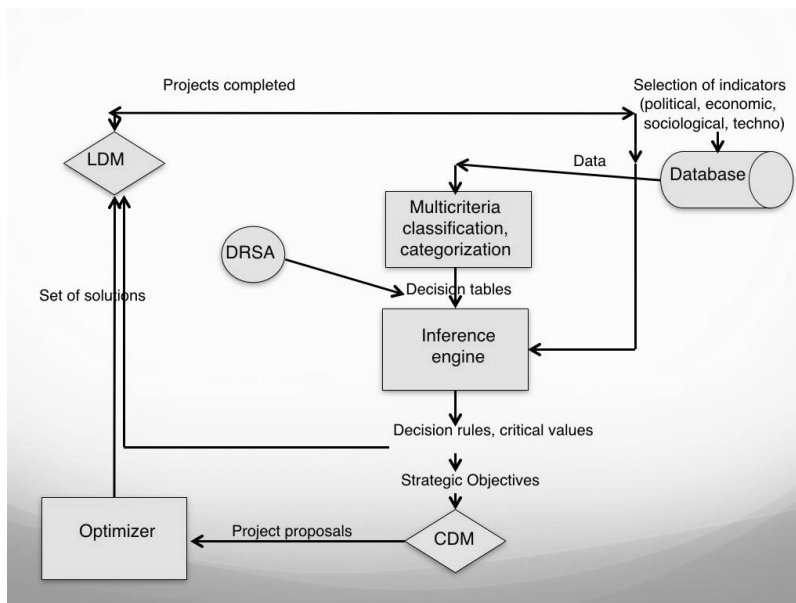 Projects completed
Selection of indicators
(political, economic,
sociological, techno)
LDM
Data
Database
Multicriteria
classification,
categorization
DRSA
Decision tables
Set of solutions
Inference
engine
Decision rules, critical values
Strategic Objectives
Optimizer
Project proposals
CDM